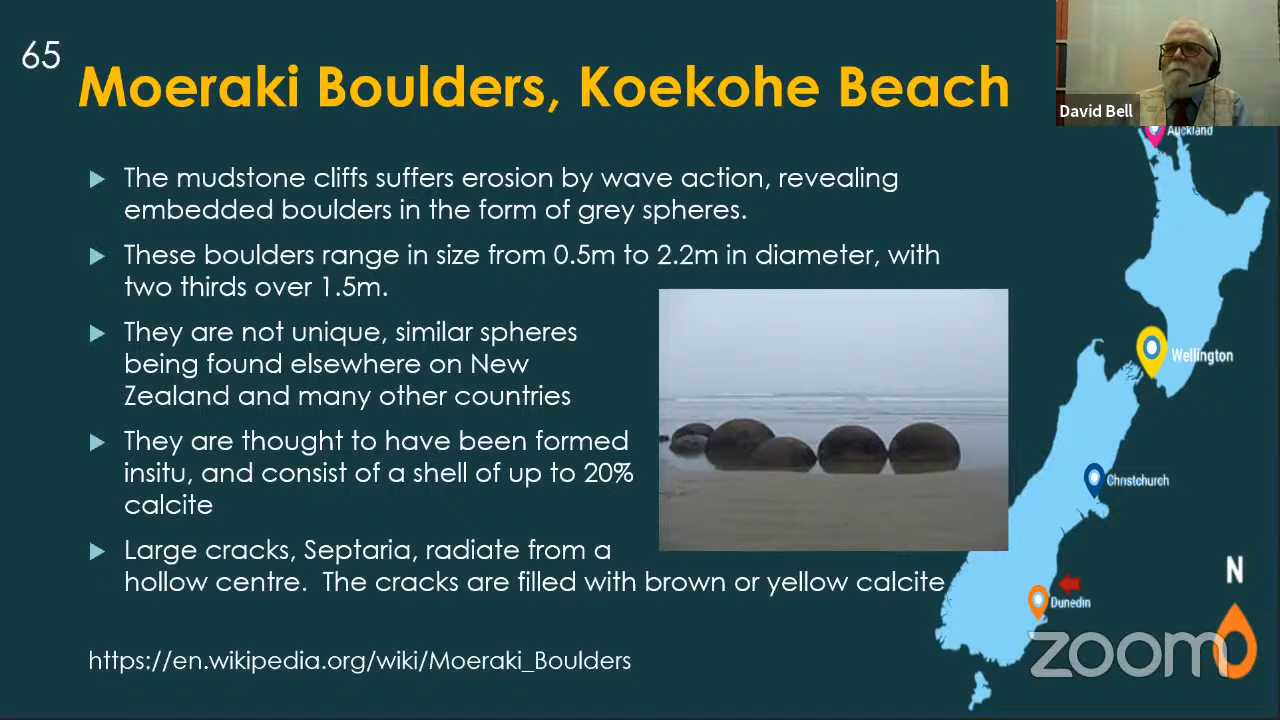 65
Moeraki Boulders, Koekohe Beach
David Bell
Auckland
The mudstone cliffs suffers erosion by wave action, revealing
embedded boulders in the form of grey spheres.
These boulders range in size from 0.5m to 2.2m in diameter, with
two thirds over 1.5m.
They are not unique, similar spheres
being found elsewhere on New
Zealand and many other countries
Wellington
They are thought to have been formed
insitu, and consist of a shell of up to 20%
calcite
Christchurch
Large cracks, Septaria, radiate from a
hollow centre. The cracks are filled with brown or yellow calcite
N
Dunedin
zoom
https://en.wikipedia.org/wiki/Moeraki_Boulders